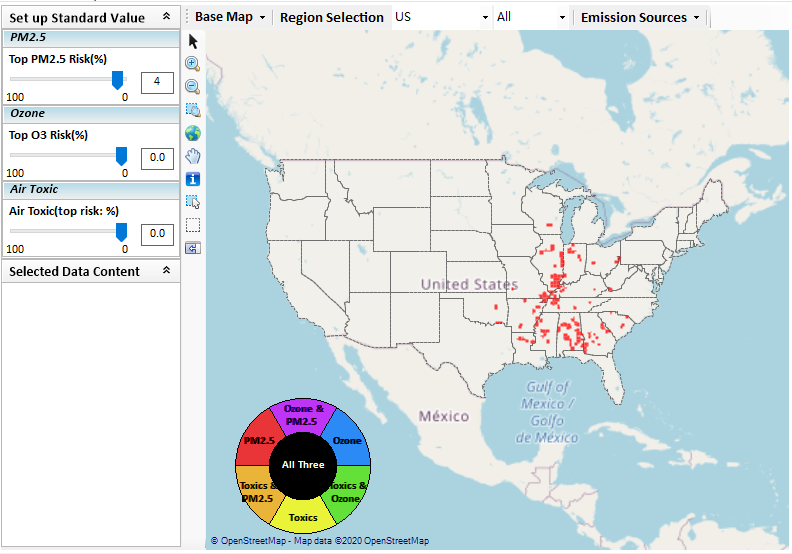 Set up Standard Value
Base Map
Region Selection
US
All
Emission Sources
PM2.5
Top PM2.5 Risk(%)
4
100
0
Ozone
Top O3 Risk(%)
0.0
100
0
Air Toxic
Air Toxic(top risk: %)
0.0
100
0
Selected Data Content
United States
México
Gulf of
Mexico /
Golfo
de México
Ozone &
PM2.5
PM2.5
Ozone
All Three
Toxics &
PM2.5
Toxics &
Ozone
Toxics
© OpenStreetMap - Map data ©2020 OpenStreetMap